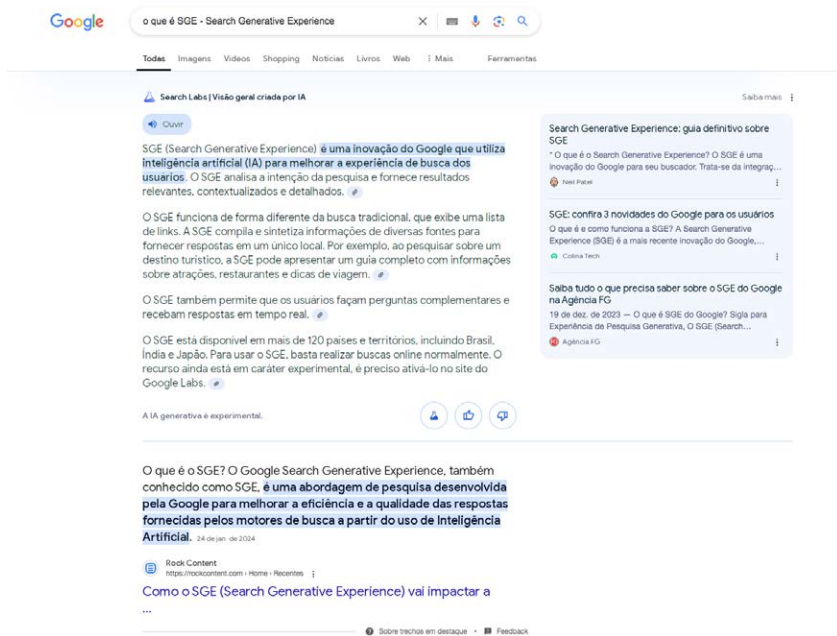 Google
o que é SGE - Search Generative Experience
Todas Imagens Vídeos Shopping Notícias Livros Web Mais Ferramentas
Search Labs | Visão geral criada por IA
Saiba mais
Ouvir
SGE (Search Generative Experience) é uma inovação do Google que utiliza
inteligência artificial (IA) para melhorar a experiência de busca dos
usuários. O SGE analisa a intenção da pesquisa e fornece resultados
relevantes, contextualizados e detalhados.
O SGE funciona de forma diferente da busca tradicional, que exibe uma lista
de links. A SGE compila e sintetiza informações de diversas fontes para
fornecer respostas em um único local. Por exemplo, ao pesquisar sobre um
destino turístico, a SGE pode apresentar um guia completo com informações
sobre atrações, restaurantes e dicas de viagem.
O SGE também permite que os usuários façam perguntas complementares e
recebam respostas em tempo real.
O SGE está disponível em mais de 120 países e territórios, incluindo Brasil,
Índia e Japão. Para usar o SGE, basta realizar buscas online normalmente. O
recurso ainda está em caráter experimental, é preciso ativá-lo no site do
Google Labs.
A IA generativa é experimental.
Search Generative Experience: guia definitivo sobre
SGE
" O que é o Search Generative Experience? O SGE é uma
inovação do Google para seu buscador. Trata-se da integraç...
Neil Patel
SGE: confira 3 novidades do Google para os usuários
O que é e como funciona a SGE? A Search Generative
Experience (SGE) é a mais recente inovação do Google,...
Colina Tech
Saiba tudo o que precisa saber sobre o SGE do Google
na Agência FG
19 de dez. de 2023 — O que é SGE do Google? Sigla para
Experiência de Pesquisa Generativa, O SGE (Search...
Agência FG
O que é o SGE? O Google Search Generative Experience, também
conhecido como SGE, é uma abordagem de pesquisa desenvolvida
pela Google para melhorar a eficiência e a qualidade das respostas
fornecidas pelos motores de busca a partir do uso de Inteligência
Artificial. 24 de jan. de 2024
Rock Content
https://rockcontent.com › Home › Recentes
Como o SGE (Search Generative Experience) vai impactar a
...
Sobre trechos em destaque • Feedback